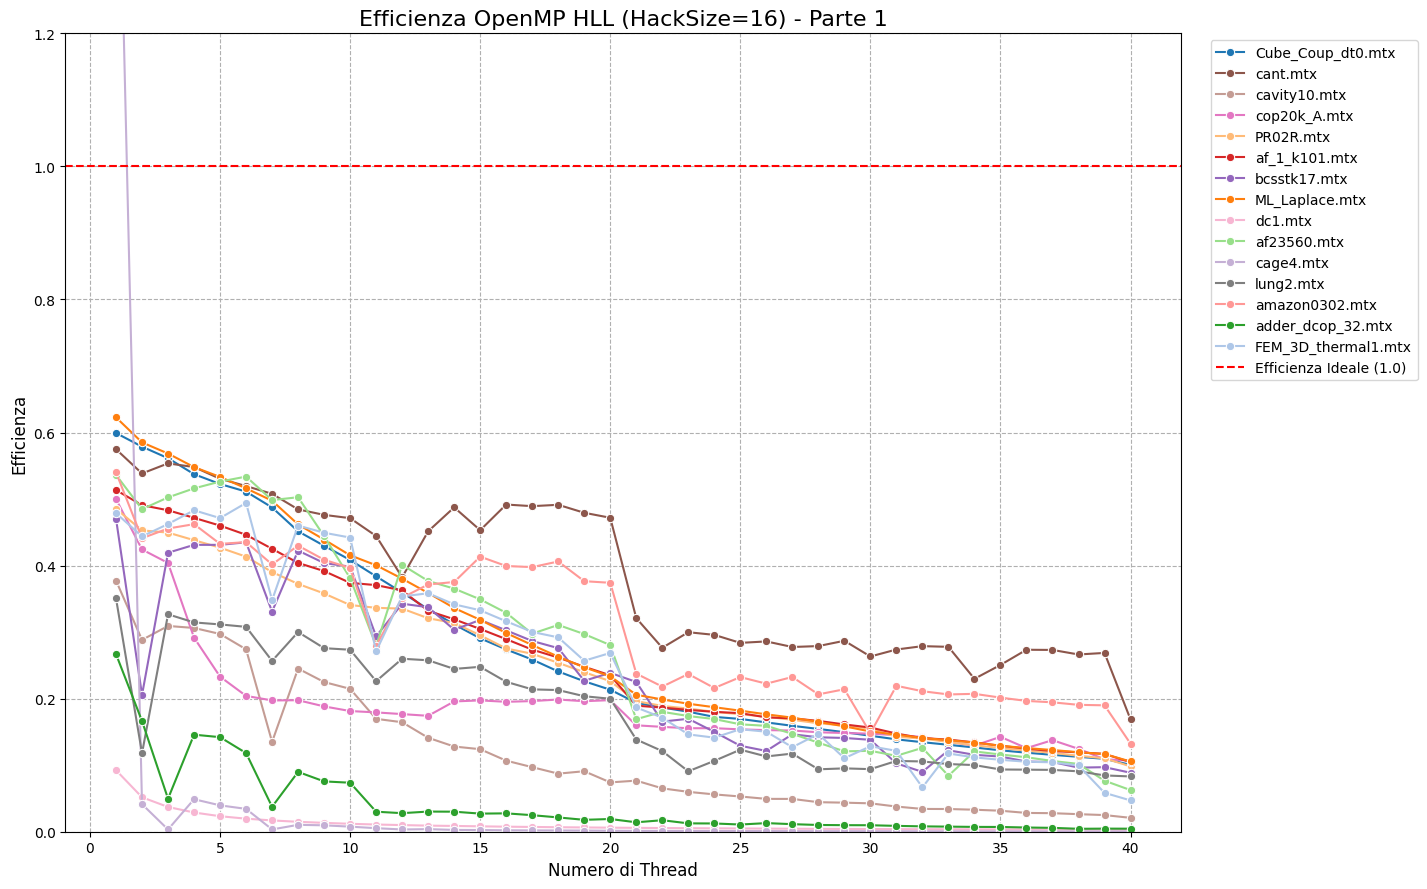 Efficienza OpenMP HLL (HackSize=16) - Parte 1
1.2
1.0
0.8
0.6
0.4
0.2
0.0
Efficienza
0 5 10 15 20 25 30 35 40
Numero di Thread
Cube_Coup_dt0.mtx
cant.mtx
cavity10.mtx
cop20k_A.mtx
PR02R.mtx
af_1_k101.mtx
bcsstk17.mtx
ML_Laplace.mtx
dc1.mtx
af23560.mtx
cage4.mtx
lung2.mtx
amazon0302.mtx
adder_dcop_32.mtx
FEM_3D_thermal1.mtx
Efficienza Ideale (1.0)